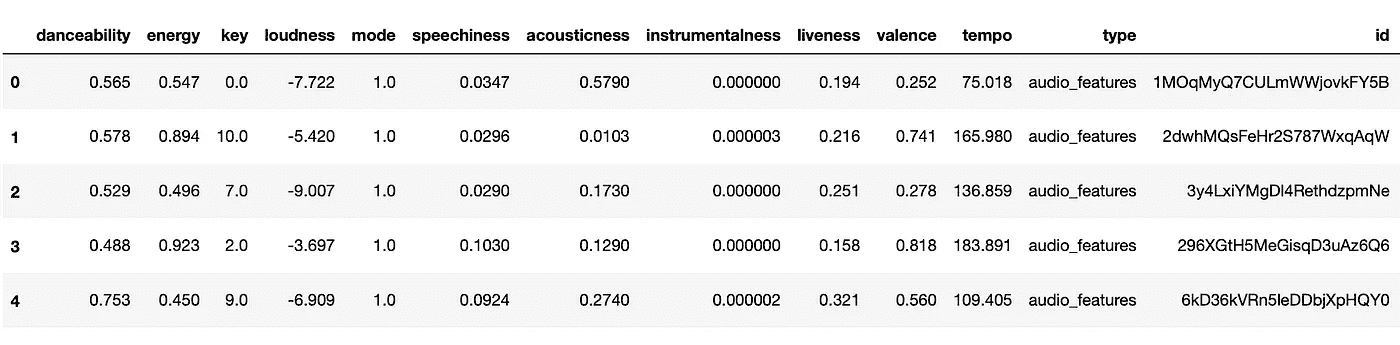 danceability energy key loudness mode speechiness acousticness instrumentalness liveness valence tempo type id
0 0.565 0.547 0.0 -7.722 1.0 0.0347 0.5790 0.000000 0.194 0.252 75.018 audio_features 1MOqMyQ7CULmWWjovkFY5B
1 0.578 0.894 10.0 -5.420 1.0 0.0296 0.0103 0.000003 0.216 0.741 165.980 audio_features 2dwhMQsFeHr2S787WxqAqW
2 0.529 0.496 7.0 -9.007 1.0 0.0290 0.1730 0.000000 0.251 0.278 136.859 audio_features 3y4LxiYMgDl4RethdzpmNe
3 0.488 0.923 2.0 -3.697 1.0 0.1030 0.1290 0.000000 0.158 0.818 183.891 audio_features 296XGtH5MeGisqD3uAz6Q6
4 0.753 0.450 9.0 -6.909 1.0 0.0924 0.2740 0.000002 0.321 0.560 109.405 audio_features 6kD36kVRn5leDDbjXpHQY0